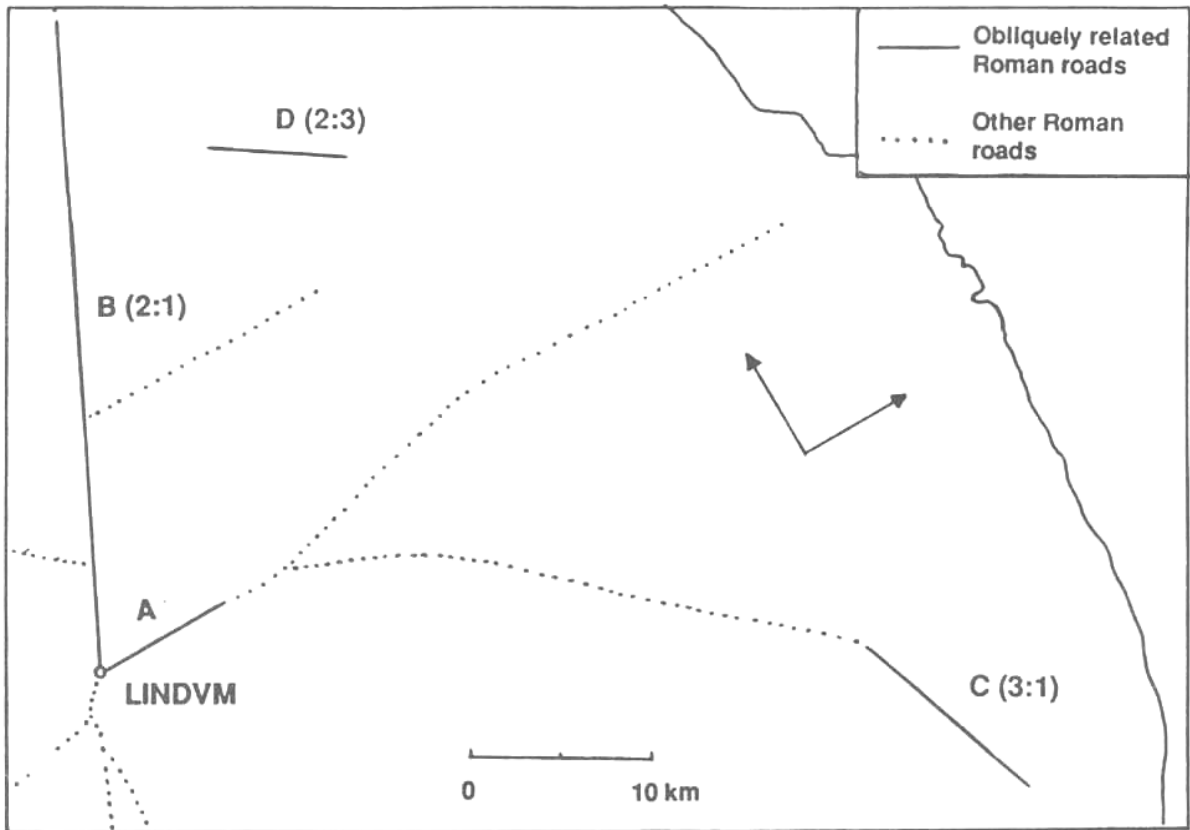 Obliquely related
Roman roads
Other Roman
roads
D (2:3)
B (2:1)
A
LINDVM
C (3:1)
0
10 km